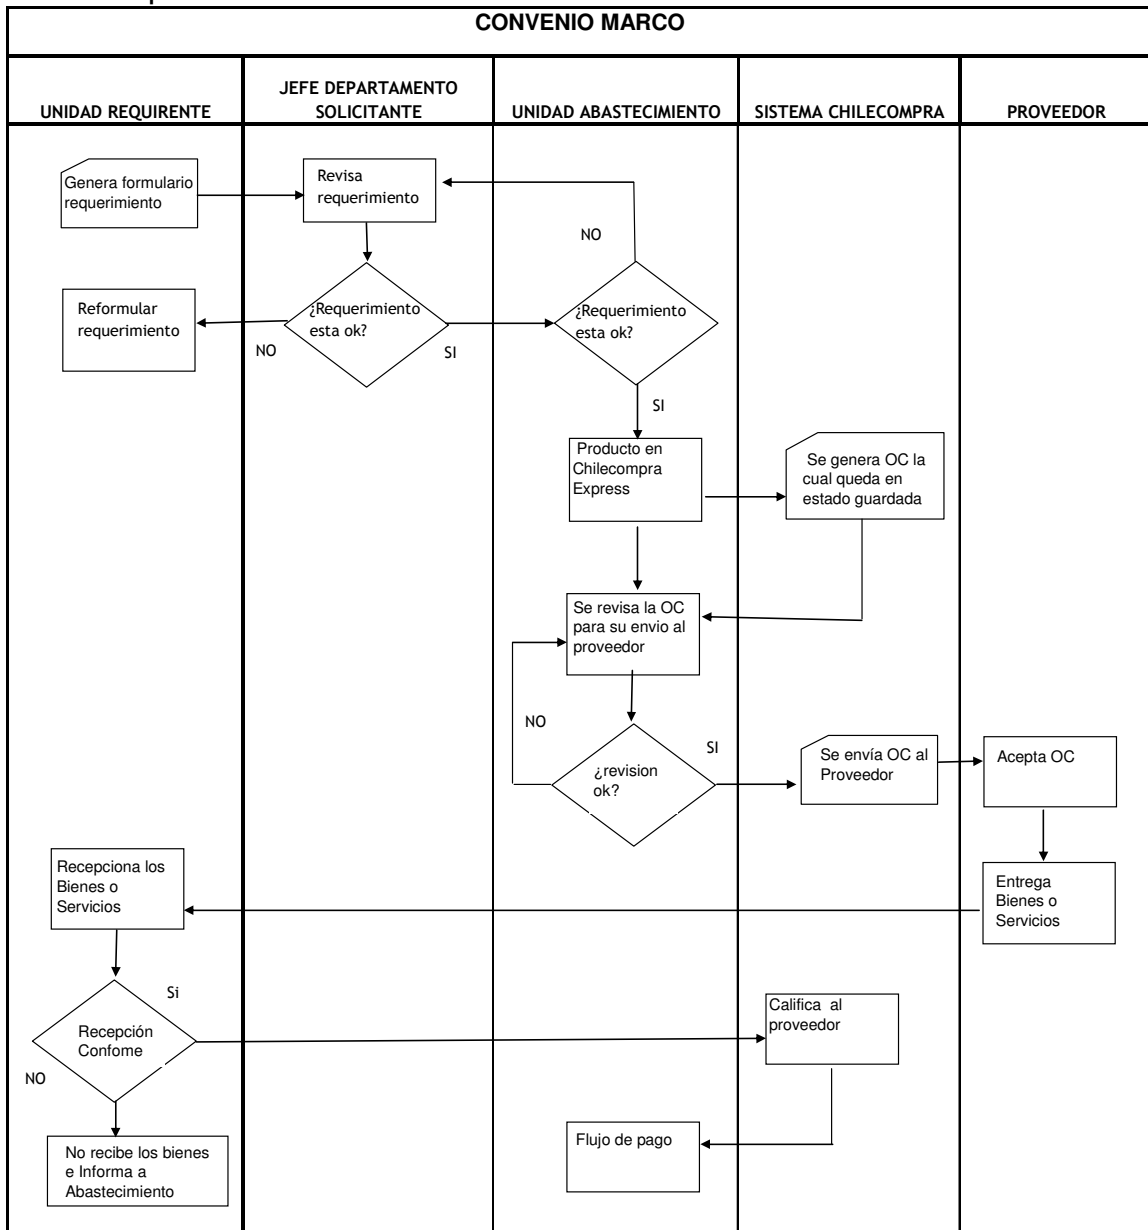 CONVENIO MARCO
UNIDAD REQUIRENTE
JEFE DEPARTAMENTO
SOLICITANTE
UNIDAD ABASTECIMIENTO
SISTEMA CHILECOMPRA
PROVEEDOR
Genera formulario
requerimiento
Revisa
requerimiento
NO
Reformular
requerimiento
¿Requerimiento
esta ok?
¿Requerimiento
esta ok?
NO
SI
SI
Producto en
Chilecompra
Express
Se genera OC la
cual queda en
estado guardada
Se revisa la OC
para su envio al
proveedor
NO
SI
¿revision
ok?
Se envía OC al
Proveedor
Acepta OC
Recepciona los
Bienes o
Servicios
Entrega
Bienes o
Servicios
Si
Recepción
Confome
NO
Califica al
proveedor
No recibe los bienes
e Informa a
Abastecimiento
Flujo de pago